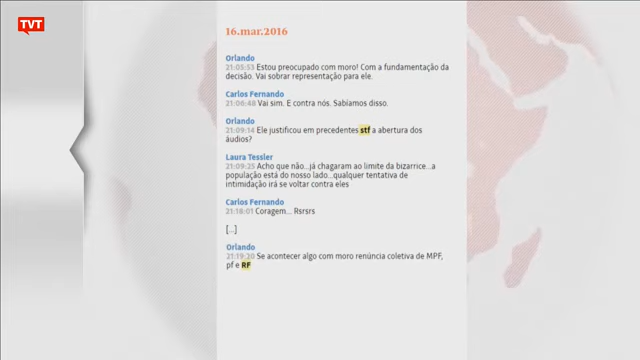 TVT
16.mar.2016
Orlando
21:05:53 Estou preocupado com moro! Com a fundamentação da
decisão. Vai sobrar representação para ele.
Carlos Fernando
21:06:48 Vai sim. E contra nós. Sabíamos disso.
Orlando
21:09:14 Ele justificou em precedentes stf a abertura dos
áudios?
Laura Tessler
21:09:25 Acho que não...já chagaram ao limite da bizarrice...a
população está do nosso lado...qualquer tentativa de
intimidação irá se voltar contra eles
Carlos Fernando
21:18:01 Coragem... Rsrsrs
[...]
Orlando
21:19:20 Se acontecer algo com moro renúncia coletiva de MPF,
pf e RF